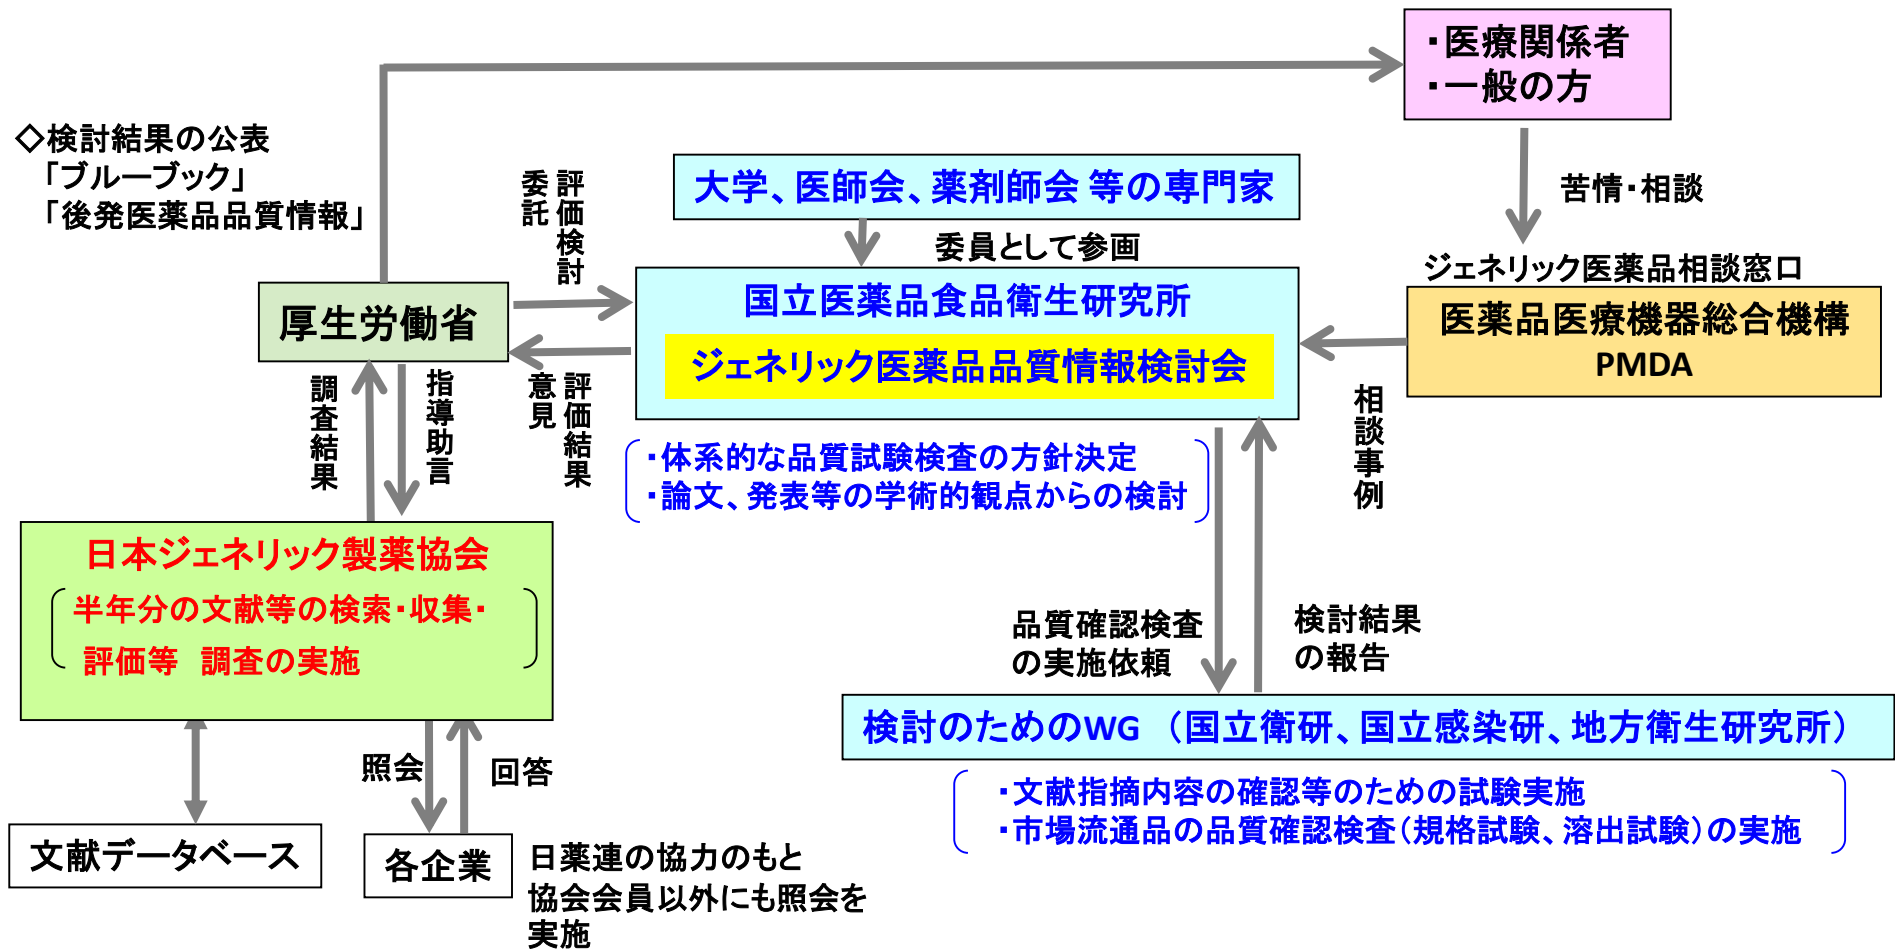 ・医療関係者
・一般の方
◇検討結果の公表
「ブルーブック」
「後発医薬品品質情報」
評価検討
委託
大学、医師会、薬剤師会 等の専門家
委員として参画
苦情・相談
ジェネリック医薬品相談窓口
厚生労働省
国立医薬品食品衛生研究所
ジェネリック医薬品品質情報検討会
医薬品医療機器総合機構
PMDA
調査結果
指導助言
評価結果
意見
相談事例
・体系的な品質試験検査の方針決定
・論文、発表等の学術的観点からの検討
日本ジェネリック製薬協会
半年分の文献等の検索・収集・
評価等 調査の実施
品質確認検査
の実施依頼
検討結果
の報告
検討のためのWG （国立衛研、国立感染研、地方衛生研究所）
・文献指摘内容の確認等のための試験実施
・市場流通品の品質確認検査（規格試験、溶出試験）の実施
照会
回答
文献データベース
各企業
日薬連の協力のもと
協会会員以外にも照会を
実施